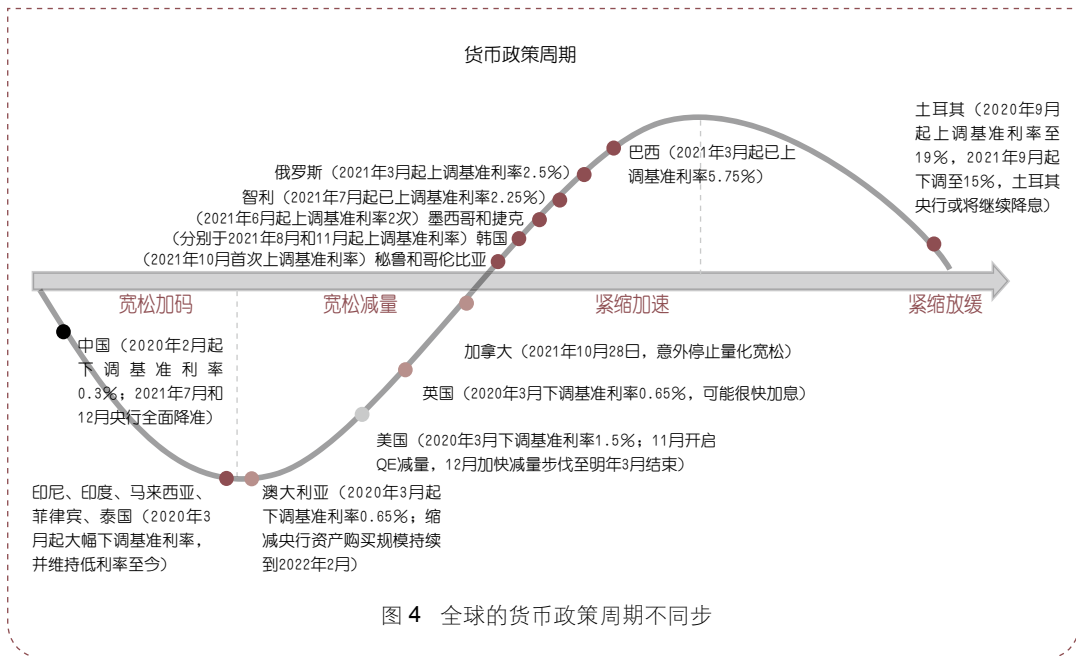 货币政策周期
土耳其（2020年9月
起上调基准利率至
19%，2021年9月起
下调至15%，土耳其
央行或将继续降息）
巴西（2021年3月起已上
调基准利率5.75%）
俄罗斯（2021年3月起上调基准利率2.5%）
智利（2021年7月起已上调基准利率2.25%）
（2021年6月起上调基准利率2次）墨西哥和捷克
（分别于2021年8月和11月起上调基准利率）韩国
（2021年10月首次上调基准利率）秘鲁和哥伦比亚
宽松加码
宽松减量
紧缩加速
紧缩放缓
中国（2020年2月起
下调基准利率
0.3%；2021年7月和
12月央行全面降准）
加拿大（2021年10月28日，意外停止量化宽松）
英国（2020年3月下调基准利率0.65%，可能很快加息）
美国（2020年3月下调基准利率1.5%；11月开启
QE减量，12月加快减量步伐至明年3月结束）
印尼、印度、马来西亚、
菲律宾、泰国（2020年3
月起大幅下调基准利率，
并维持低利率至今）
澳大利亚（2020年3月起
下调基准利率0.65%；缩
减央行资产购买规模持续
到2022年2月）
图 4 全球的货币政策周期不同步